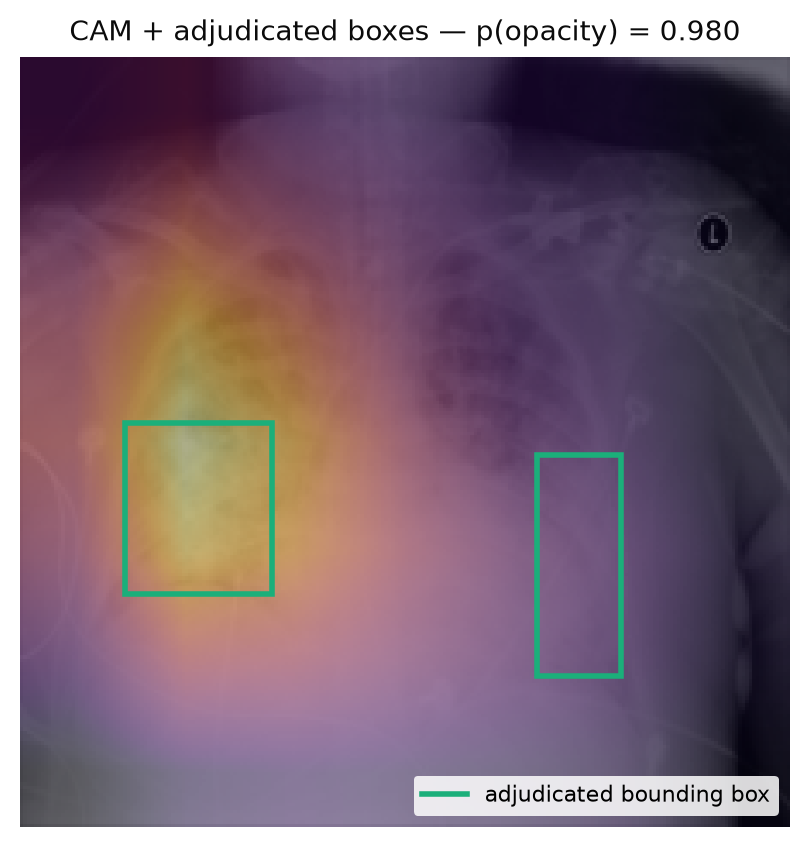 CAM + adjudicated boxes — p(opacity) = 0.980
L
adjudicated bounding box